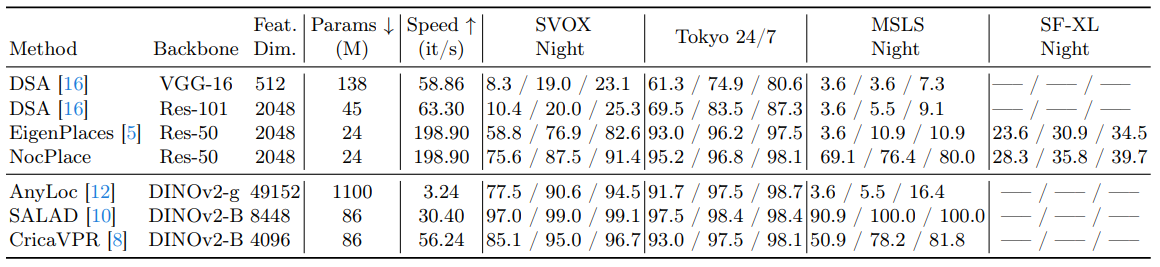 Feat. Params ↓ Speed ↑ SVOX Tokyo 24/7 MSLS SF-XL
Method Backbone Dim. (M) (it/s) Night Night Night
DSA [16] VGG-16 512 138 58.86 8.3 / 19.0 / 23.1 61.3 / 74.9 / 80.6 3.6 / 3.6 / 7.3 — / — / —
DSA [16] Res-101 2048 45 63.30 10.4 / 20.0 / 25.3 69.5 / 83.5 / 87.3 3.6 / 5.5 / 9.1 — / — / —
EigenPlaces [5] Res-50 2048 24 198.90 58.8 / 76.9 / 82.6 93.0 / 96.2 / 97.5 3.6 / 10.9 / 10.9 23.6 / 30.9 / 34.5
NocPlace Res-50 2048 24 198.90 75.6 / 87.5 / 91.4 95.2 / 96.8 / 98.1 69.1 / 76.4 / 80.0 28.3 / 35.8 / 39.7
AnyLoc [12] DINOv2-g 49152 1100 3.24 77.5 / 90.6 / 94.5 91.7 / 97.5 / 98.7 3.6 / 5.5 / 16.4 — / — / —
SALAD [10] DINOv2-B 8448 86 30.40 97.0 / 99.0 / 99.1 97.5 / 98.4 / 98.4 90.9 / 100.0 / 100.0 — / — / —
CricaVPR [8] DINOv2-B 4096 86 56.24 85.1 / 95.0 / 96.7 93.0 / 97.5 / 98.1 50.9 / 78.2 / 81.8 — / — / —